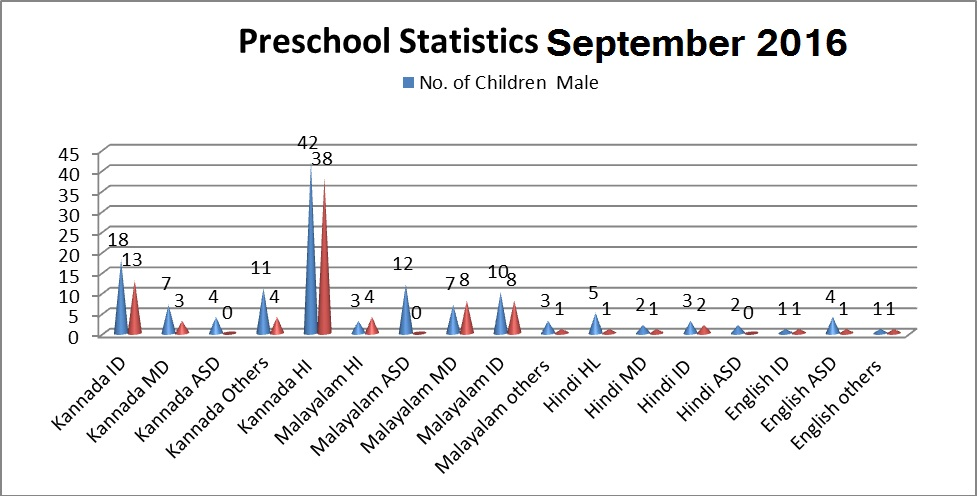 Preschool Statistics September 2016
No. of Children  Male
45
40
35
30
25
20
15
10
5
0
18 13 7 3 4 0 11 4 42 38 3 4 12 0 7 8 10 8 3 1 5 1 2 1 3 2 2 0 1 1 4 1 1 1
Kannada ID
Kannada MD
Kannada ASD
Kannada Others
Kannada HI
Malayalam HI
Malayalam ASD
Malayalam MD
Malayalam ID
Malayalam others
Hindi HL
Hindi MD
Hindi ID
Hindi ASD
English ID
English ASD
English others